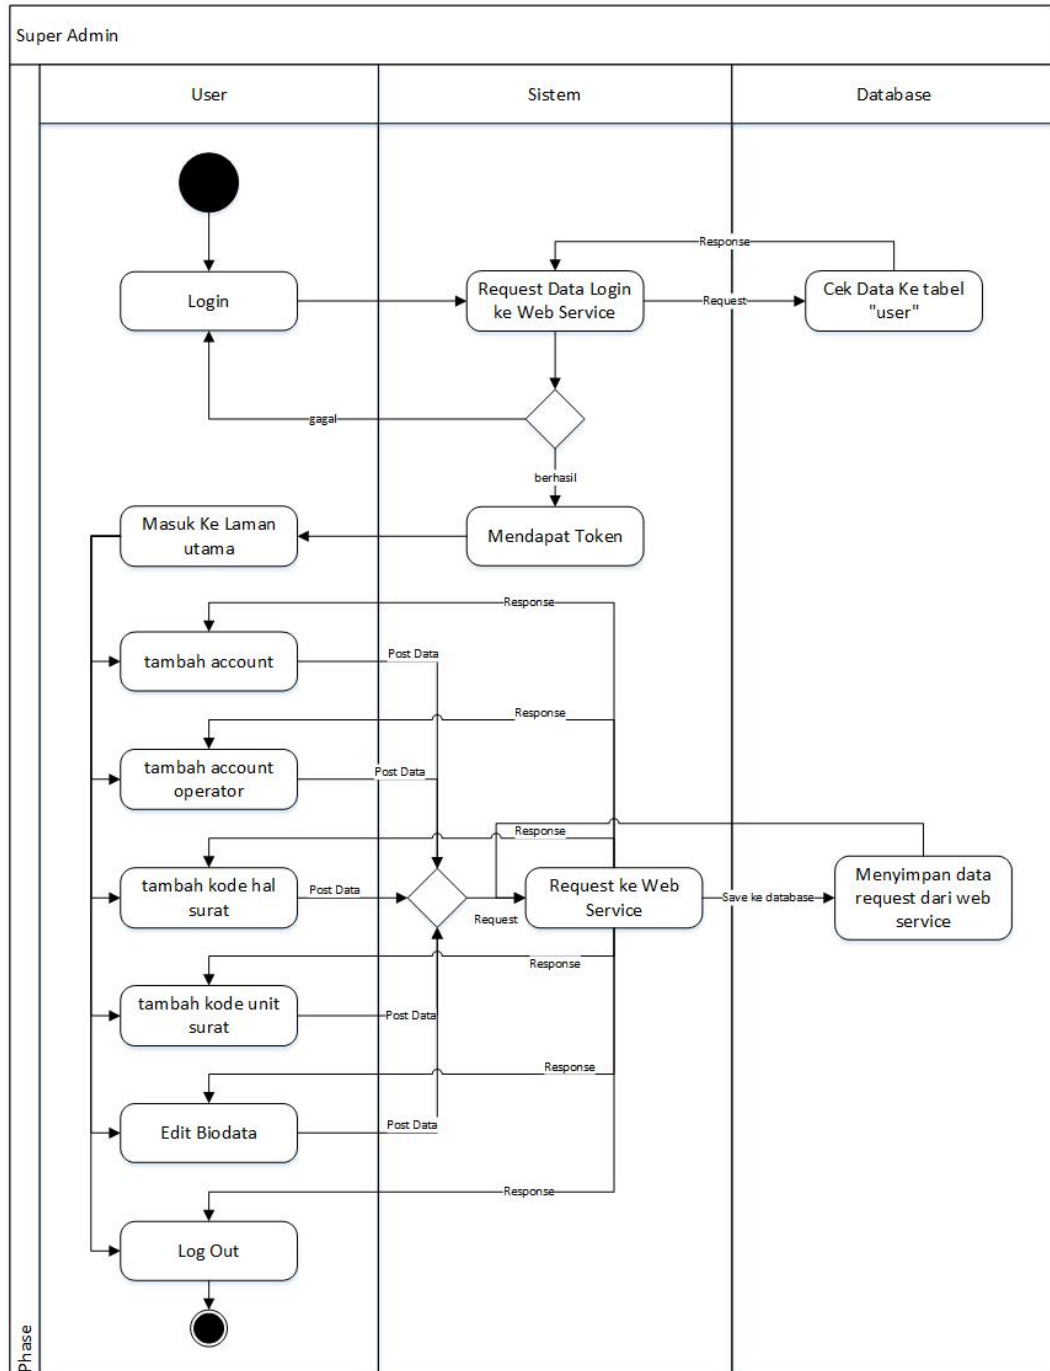 Super Admin
User
Sistem
Database
Response
Login
Request Data Login
ke Web Service
Request
Cek Data Ke tabel
"user"
gagal
berhasil
Masuk Ke Laman
utama
Mendapat Token
Response
tambah account
Post Data
Response
tambah account
operator
Post Data
Response
tambah kode hal
surat
Post Data
Request
Request ke Web
Service
Save ke database
Menyimpan data
request dari web
service
Response
tambah kode unit
surat
Post Data
Response
Edit Biodata
Post Data
Response
Log Out
Phase